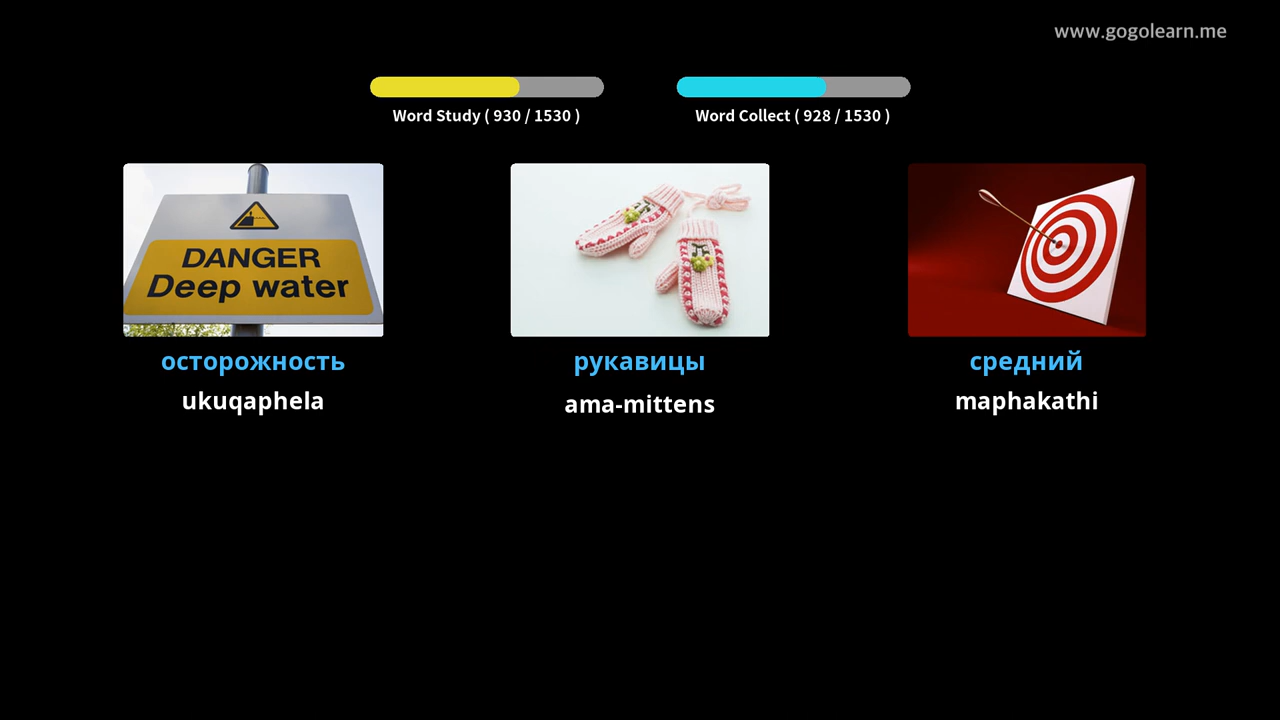 www.gogolearn.me
Word Study ( 930 / 1530 )
Word Collect ( 928 / 1530 )
DANGER
Deep water
осторожность
рукавицы
средний
ukuqaphela
ama-mittens
maphakathi